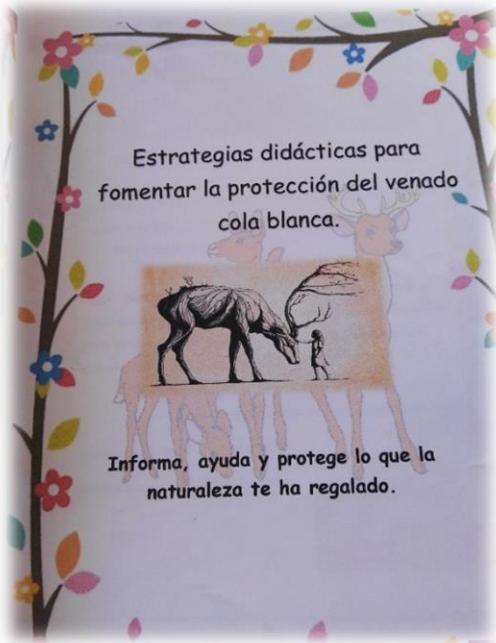 Estrategias didácticas para
fomentar la protección del venado
cola blanca.
Informa, ayuda y protege lo que la
naturaleza te ha regalado.